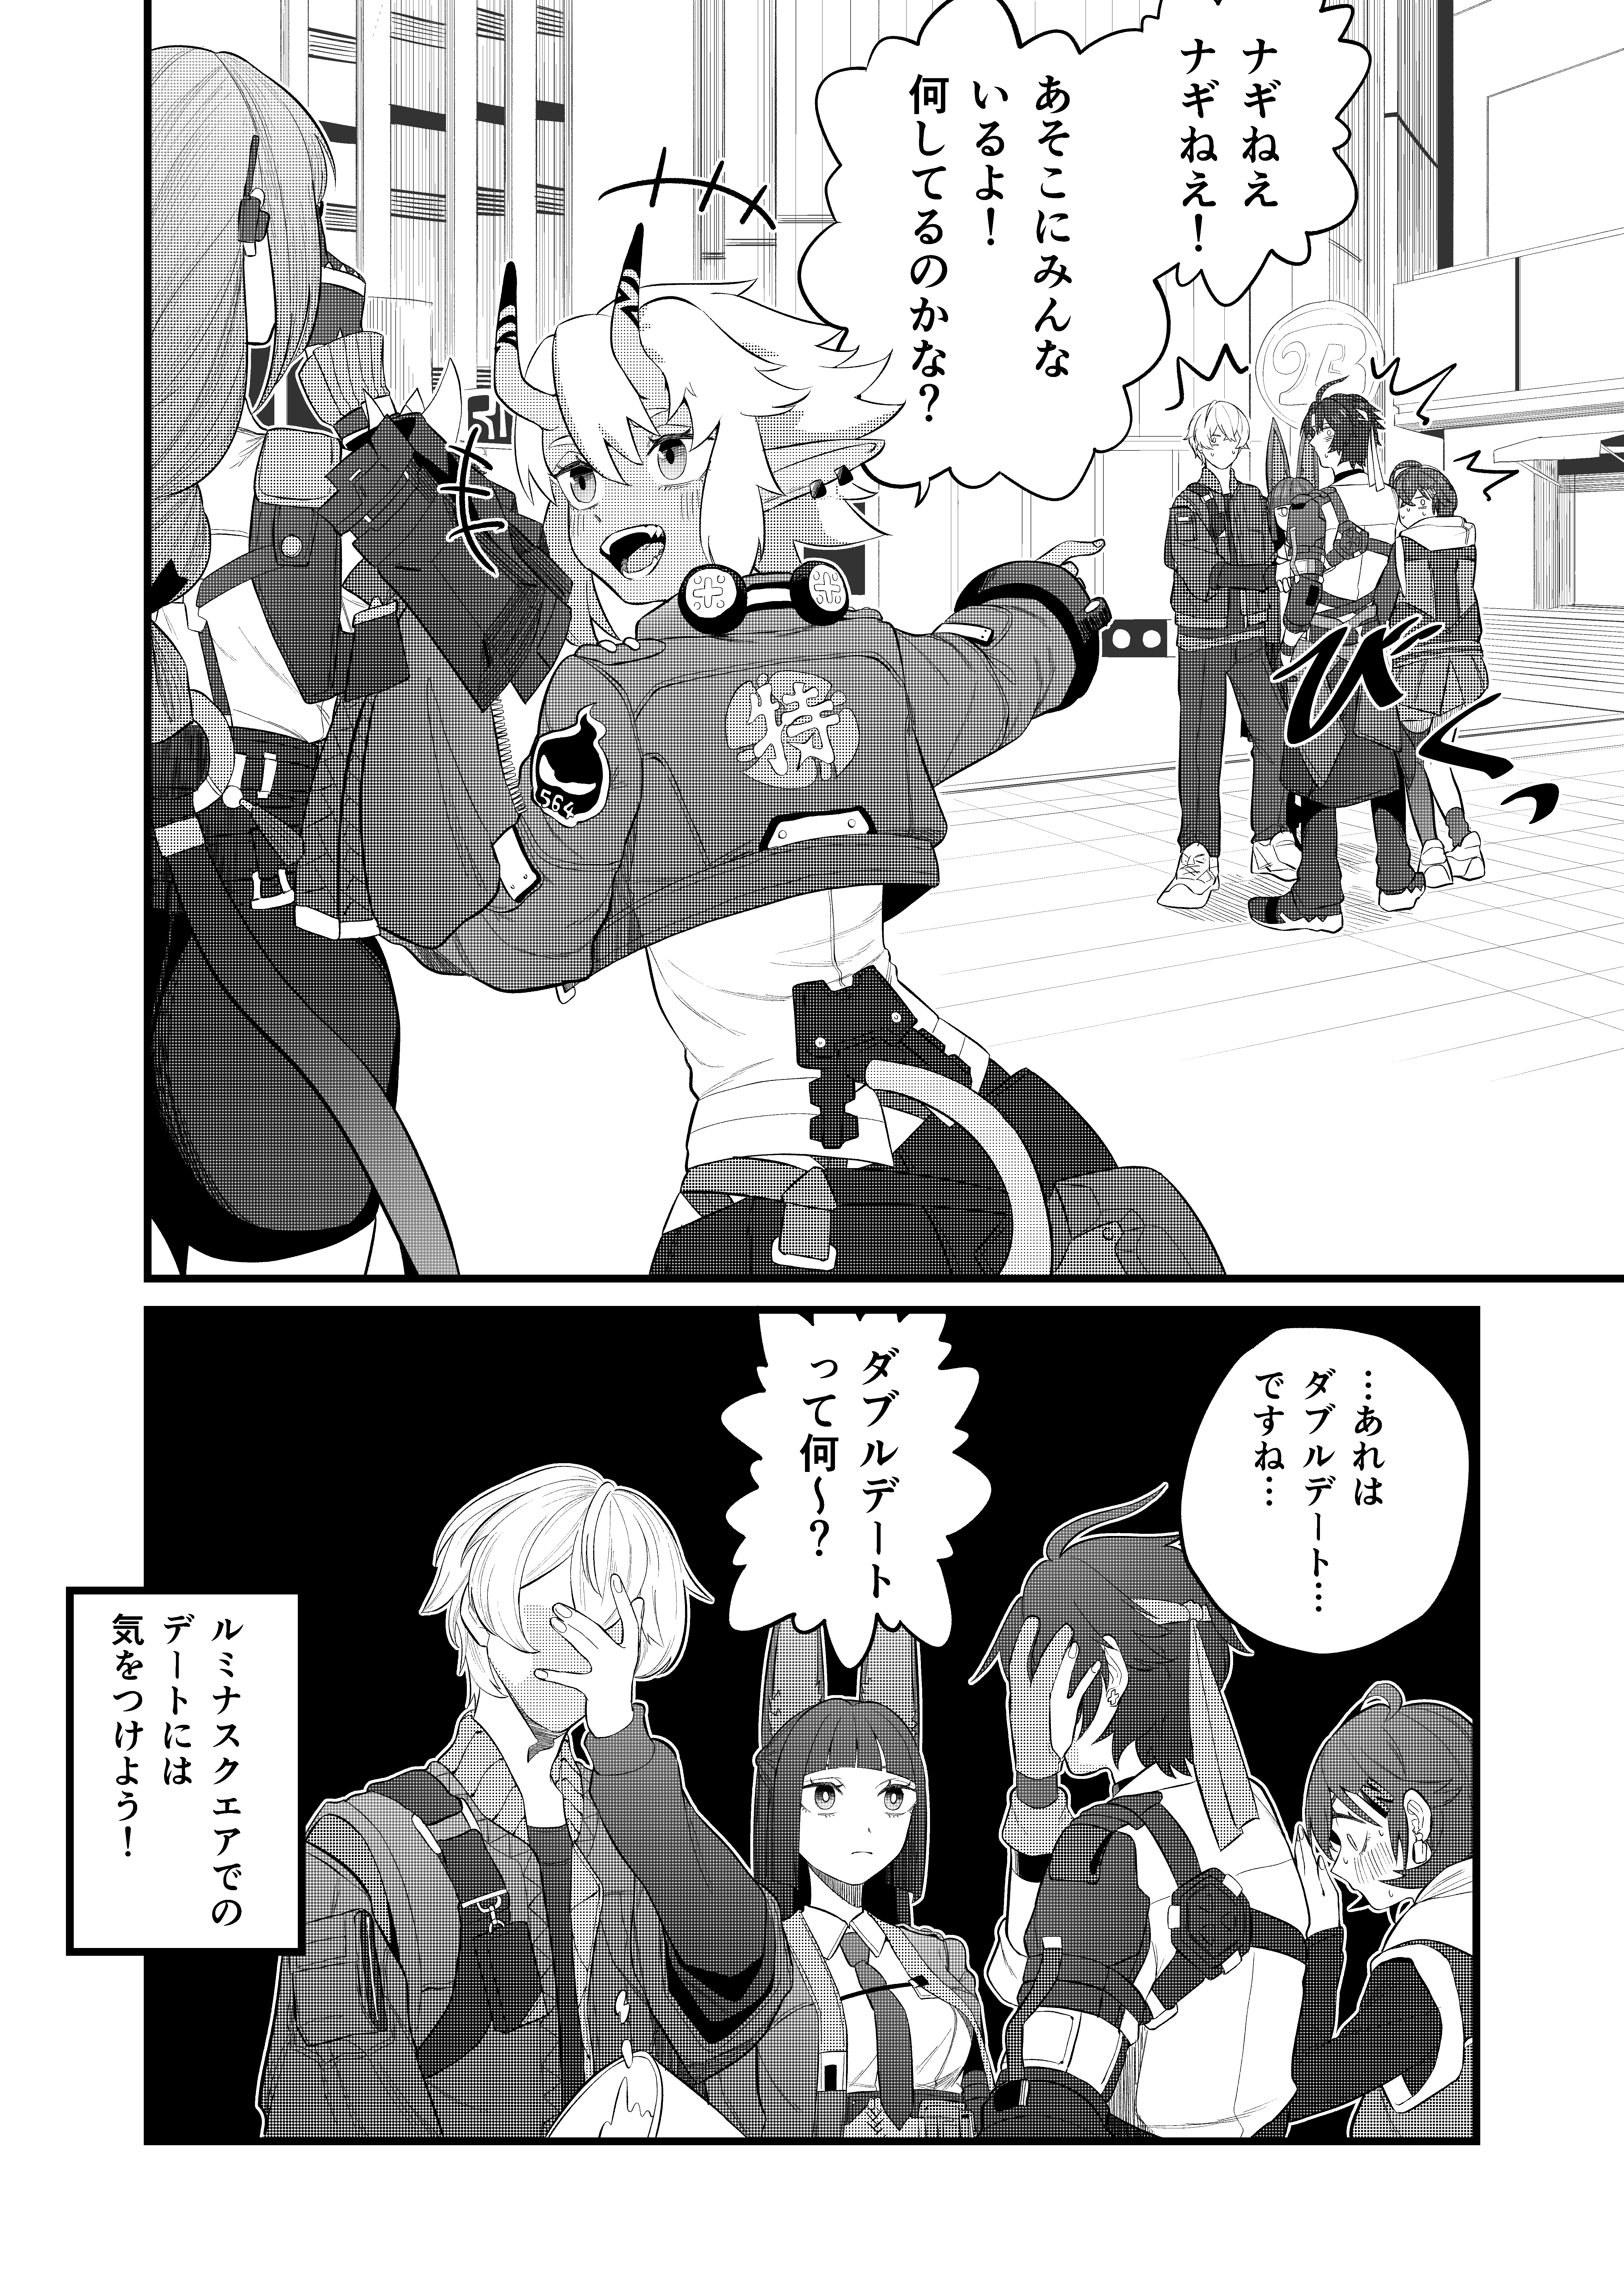 ナギねえ
ナギねえ！
あそこにみんな
いるよ！
何してるのかな？
びくっ
特
564
…あれは
ダブルデート…
ですね…
ダブルデート
って何～？
ルミナスクエアでの
デートには
気をつけよう！